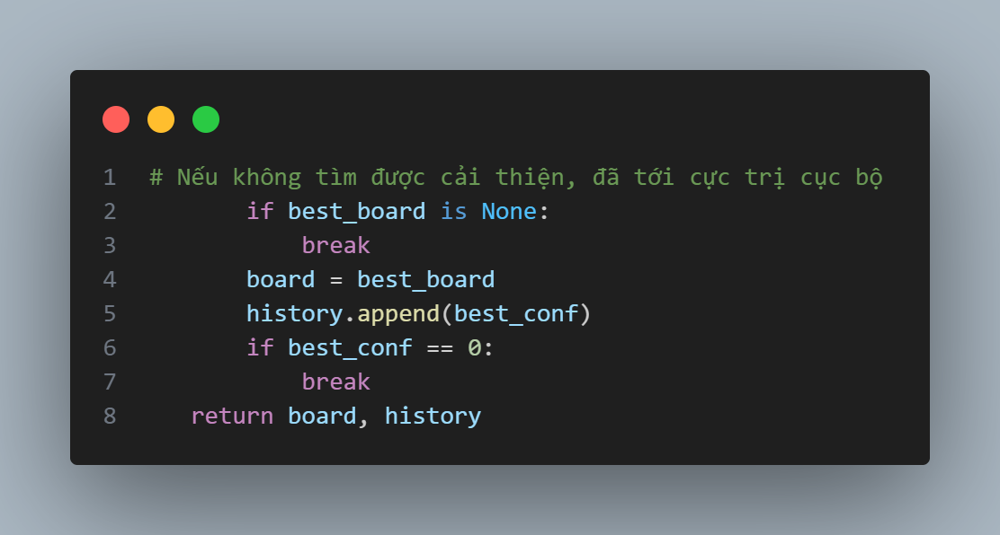 1 # Nếu không tìm được cải thiện, đã tới cực trị cục bộ
2        if best_board is None:
3            break
4        board = best_board
5        history.append(best_conf)
6        if best_conf == 0:
7            break
8    return board, history